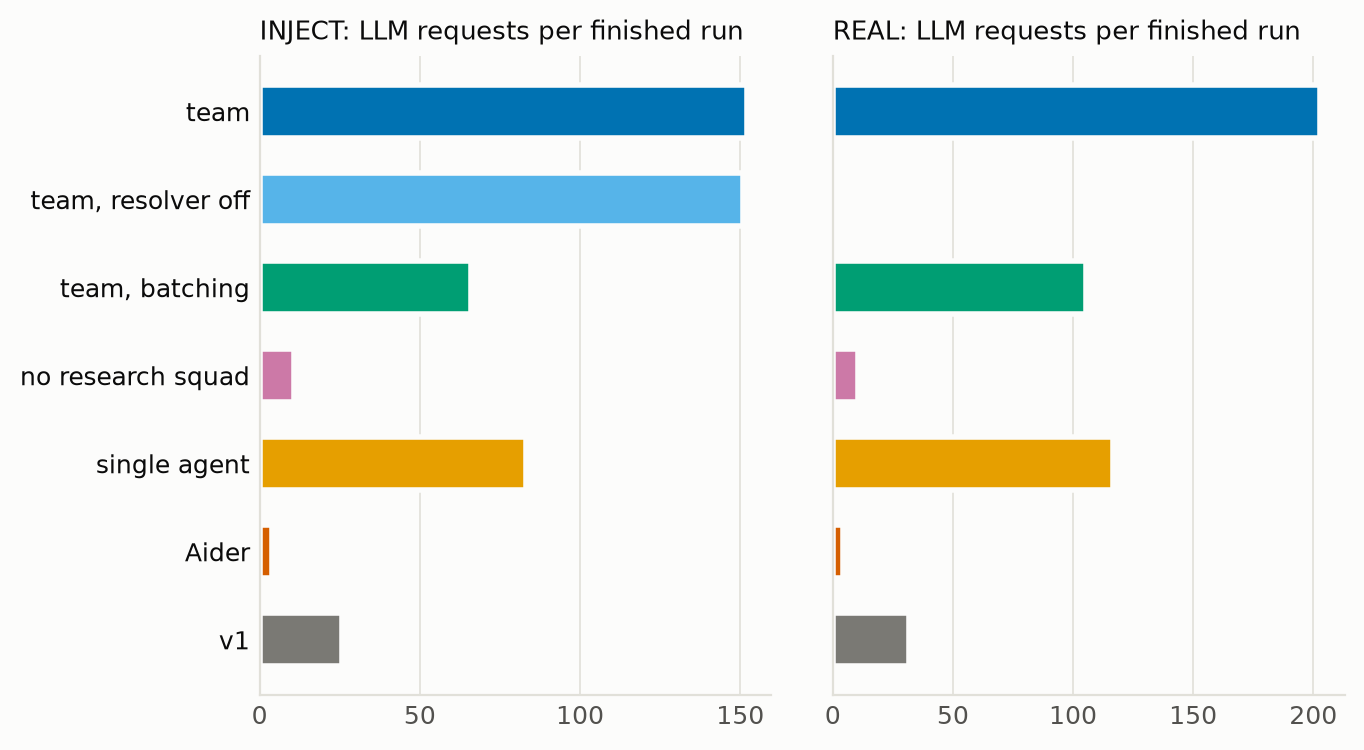 INJECT: LLM requests per finished run
REAL: LLM requests per finished run
team
team, resolver off
team, batching
no research squad
single agent
Aider
v1
0 50 100 150
0 50 100 150 200